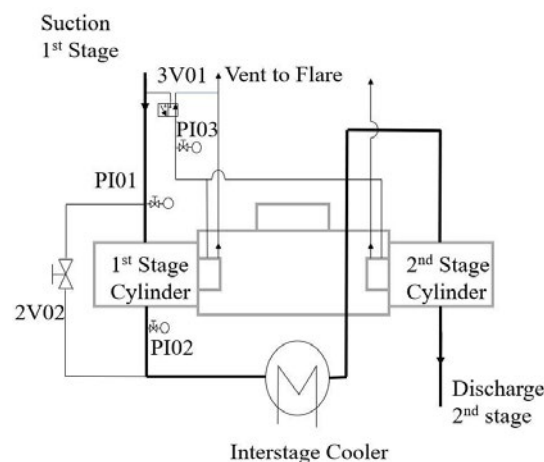 Suction
1st Stage
3V01
Vent to Flare
PI03
PI01
1st Stage
Cylinder
2nd Stage
Cylinder
2V02
PI02
Discharge
2nd stage
Interstage Cooler